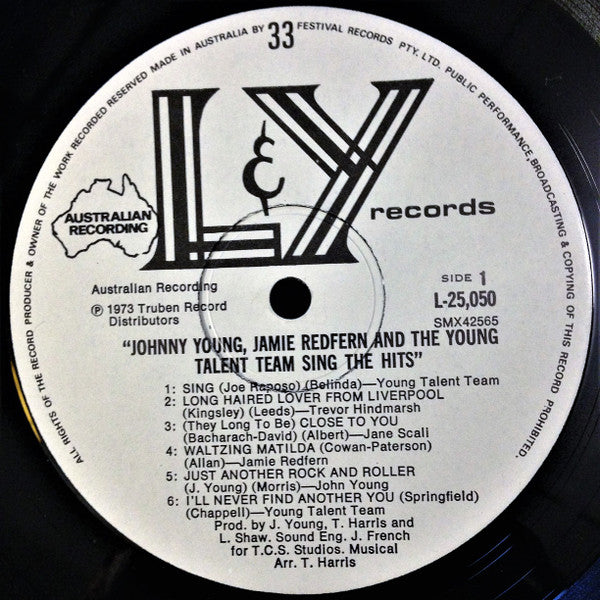 ALL RIGHTS OF THE RECORD PRODUCER & OWNER OF THE WORK RECORDED RESERVED MADE IN AUSTRALIA BY FESTIVAL RECORDS PTY. LTD. PUBLIC PERFORMANCE, BROADCASTING & COPYING OF THIS RECORD PROHIBITED.
33
L&Y
records
AUSTRALIAN
RECORDING
Australian Recording
℗ 1973 Truben Record
Distributors
SIDE 1
L-25,050
SMX42565
"JOHNNY YOUNG, JAMIE REDFERN AND THE YOUNG
TALENT TEAM SING THE HITS"
1: SING (Joe Raposo) (Belinda)—Young Talent Team
2: LONG HAIRED LOVER FROM LIVERPOOL
(Kingsley) (Leeds)—Trevor Hindmarsh
3: (They Long To Be) CLOSE TO YOU
(Bacharach-David) (Albert)—Jane Scali
4: WALTZING MATILDA (Cowan-Paterson)
(Allan)—Jamie Redfern
5: JUST ANOTHER ROCK AND ROLLER
(J. Young) (Morris)—John Young
6: I'LL NEVER FIND ANOTHER YOU (Springfield)
(Chappell)—Young Talent Team
Prod. by J. Young, T. Harris and
L. Shaw. Sound Eng. J. French
for T.C.S. Studios. Musical
Arr. T. Harris